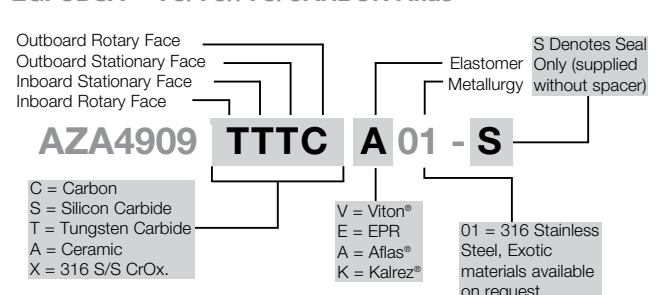 Outboard Rotary Face
Outboard Stationary Face
Inboard Stationary Face
Inboard Rotary Face
Elastomer
Metallurgy
S Denotes Seal
Only (supplied
without spacer)
AZA4909 TTTC A 01 - S
C = Carbon
S = Silicon Carbide
T = Tungsten Carbide
A = Ceramic
X = 316 S/S CrOx.
V = Viton®
E = EPR
A = Aflas®
K = Kalrez®
01 = 316 Stainless
Steel, Exotic
materials available
on request